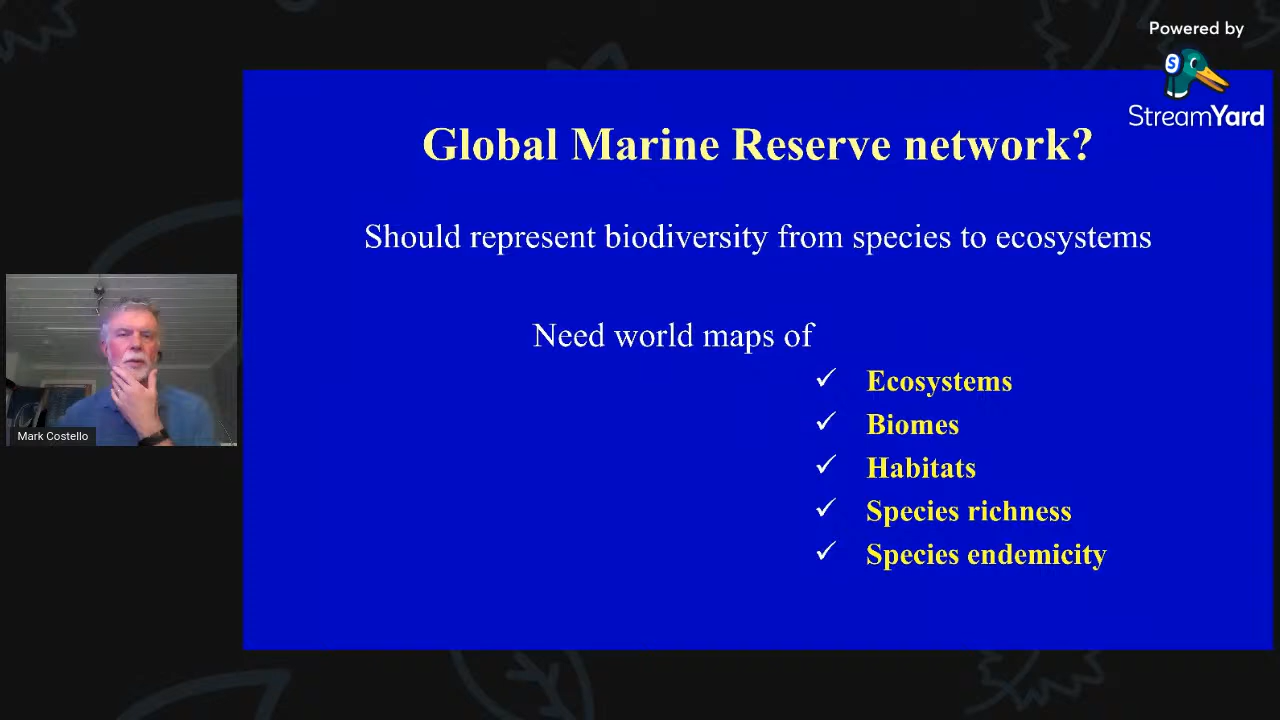 Powered by
S
StreamYard
Global Marine Reserve network?
Should represent biodiversity from species to ecosystems
Need world maps of
✓ Ecosystems
✓ Biomes
✓ Habitats
✓ Species richness
✓ Species endemicity
Mark Costello